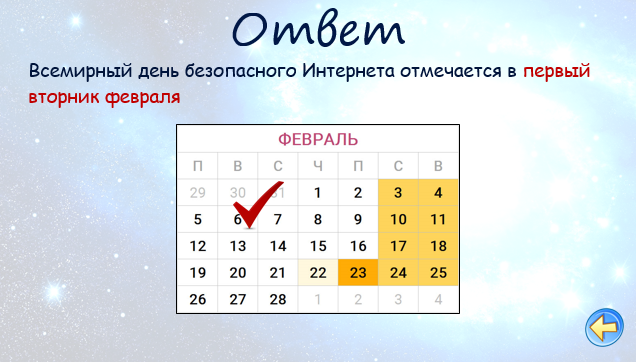 Ответ
Всемирный день безопасного Интернета отмечается в первый
вторник февраля
ФЕВРАЛЬ
П В С Ч П С В
29 30 31 1 2 3 4
5 6 7 8 9 10 11
12 13 14 15 16 17 18
19 20 21 22 23 24 25
26 27 28 1 2 3 4